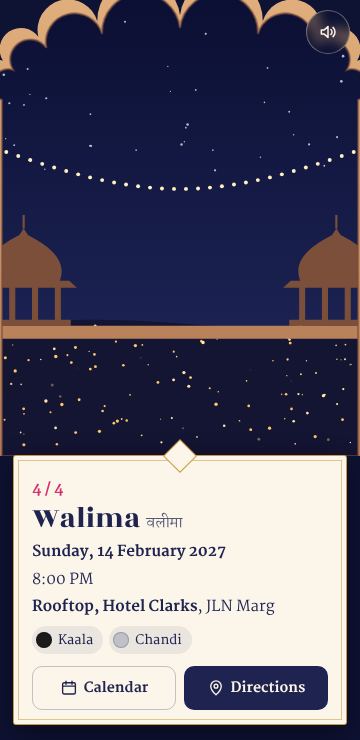 4/4
Walima वलीमा
Sunday, 14 February 2027
8:00 PM
Rooftop, Hotel Clarks, JLN Marg
Kaala Chandi
Calendar Directions